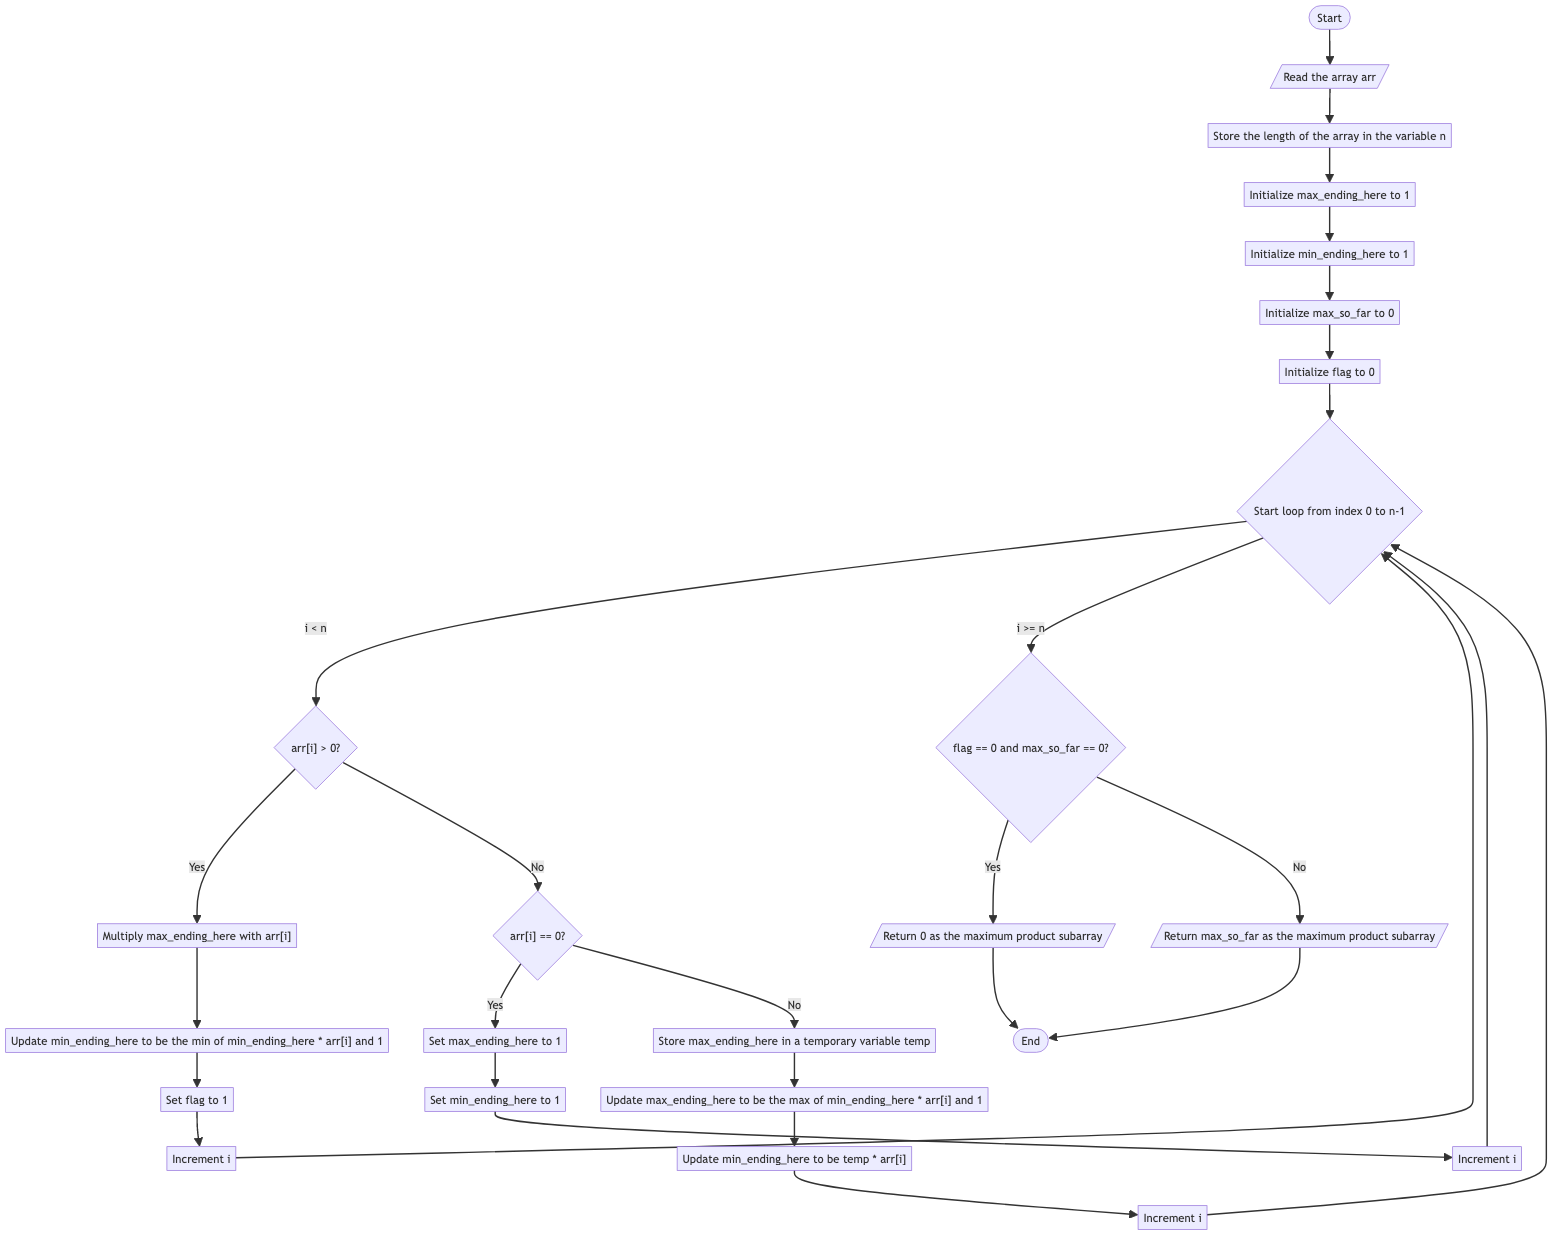 Start
Read the array arr
Store the length of the array in the variable n
Initialize max_ending_here to 1
Initialize min_ending_here to 1
Initialize max_so_far to 0
Initialize flag to 0
Start loop from index 0 to n-1
i < n
i >= n
arr[i] > 0?
flag == 0 and max_so_far == 0?
Yes
No
Yes
No
Multiply max_ending_here with arr[i]
arr[i] == 0?
Return 0 as the maximum product subarray
Return max_so_far as the maximum product subarray
Yes
No
Update min_ending_here to be the min of min_ending_here * arr[i] and 1
Set max_ending_here to 1
Store max_ending_here in a temporary variable temp
End
Set flag to 1
Set min_ending_here to 1
Update max_ending_here to be the max of min_ending_here * arr[i] and 1
Increment i
Update min_ending_here to be temp * arr[i]
Increment i
Increment i